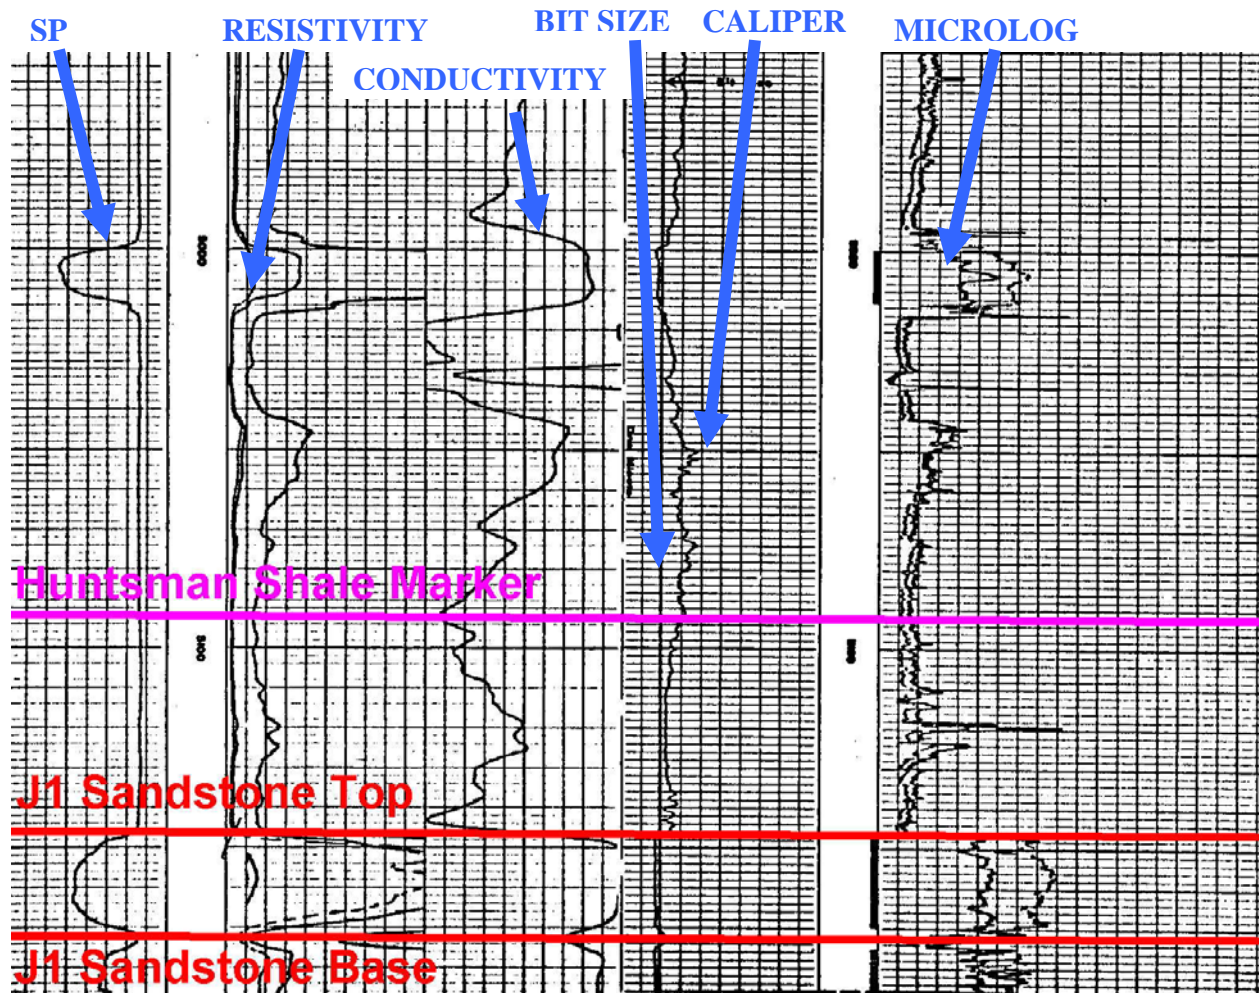 SP
RESISTIVITY
BIT SIZE
CALIPER
MICROLOG
CONDUCTIVITY
Huntsman Shale Marker
J1 Sandstone Top
J1 Sandstone Base